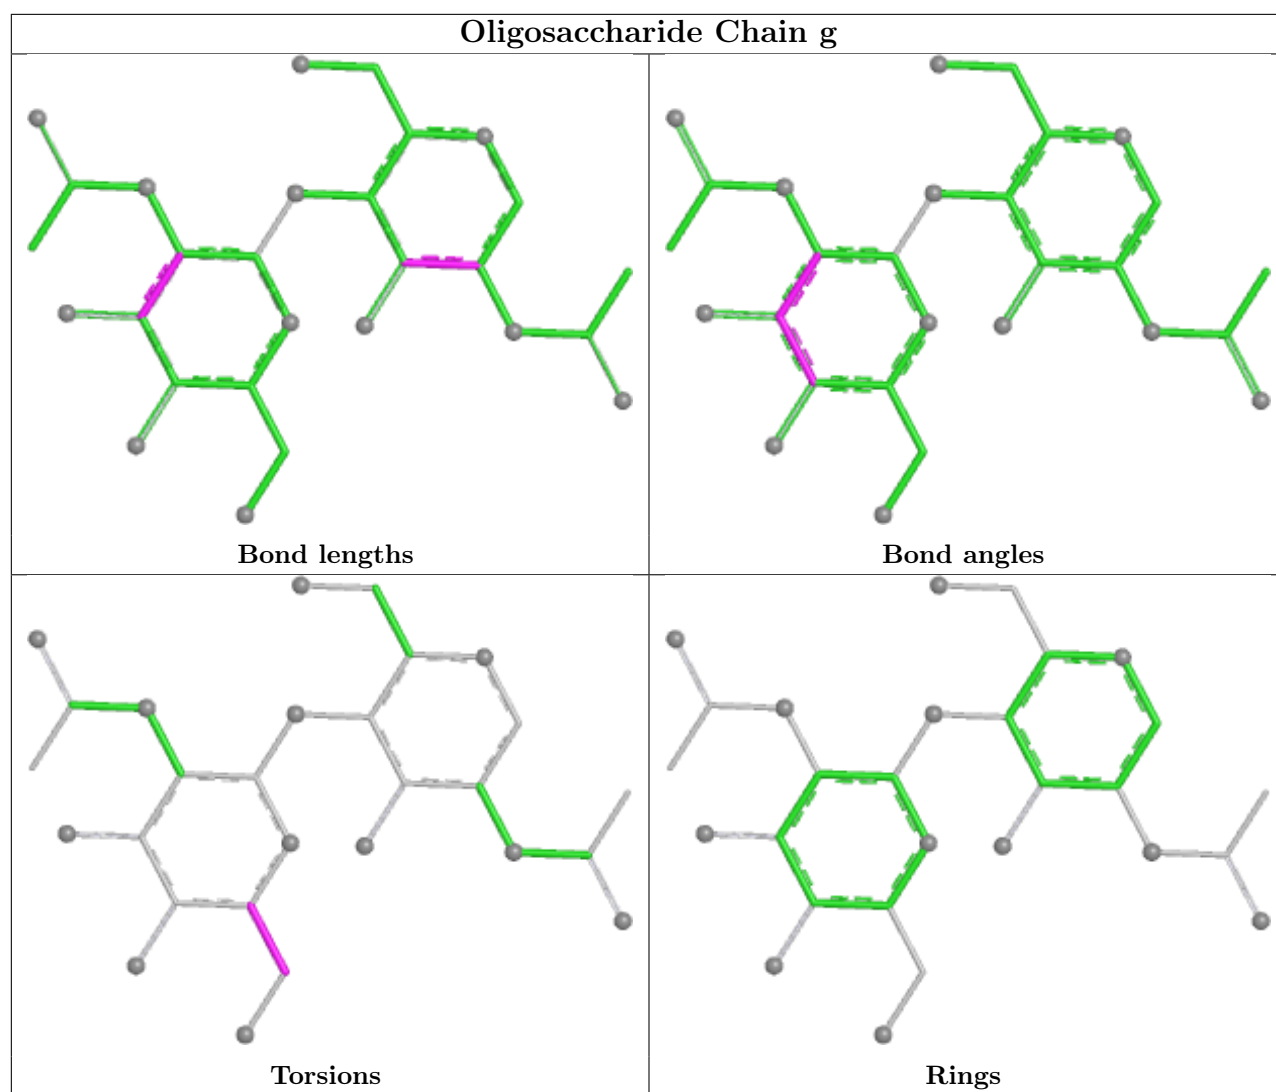 Oligosaccharide Chain g
Bond lengths
Bond angles
Torsions
Rings